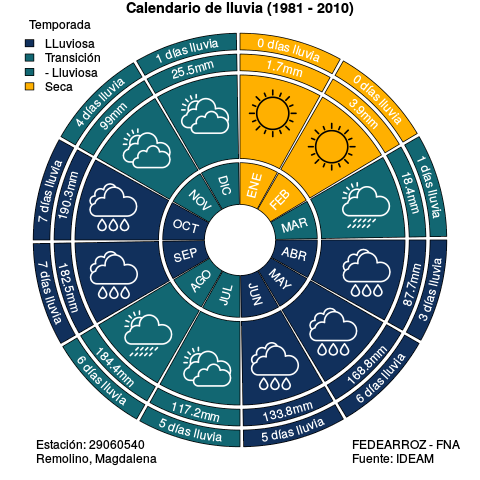 Calendario de lluvia (1981 - 2010)
Temporada
LLuviosa
Transición
- Lluviosa
Seca
0 días lluvia
1.7mm
ENE
0 días lluvia
3.9mm
FEB
1 días lluvia
18.4mm
MAR
3 días lluvia
87.7mm
ABR
6 días lluvia
168.8mm
MAY
5 días lluvia
133.8mm
JUN
5 días lluvia
117.2mm
JUL
6 días lluvia
184.4mm
AGO
7 días lluvia
182.5mm
SEP
7 días lluvia
190.3mm
OCT
4 días lluvia
99mm
NOV
1 días lluvia
25.5mm
DIC
Estación: 29060540
Remolino, Magdalena
FEDEARROZ - FNA
Fuente: IDEAM